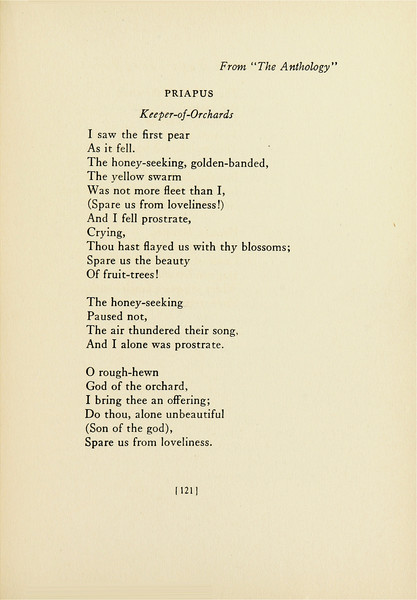 From "The Anthology"
PRIAPUS
Keeper-of-Orchards
I saw the first pear
As it fell.
The honey-seeking, golden-banded,
The yellow swarm
Was not more fleet than I,
(Spare us from loveliness!)
And I fell prostrate,
Crying,
Thou hast flayed us with thy blossoms;
Spare us the beauty
Of fruit-trees!
The honey-seeking
Paused not,
The air thundered their song,
And I alone was prostrate.
O rough-hewn
God of the orchard,
I bring thee an offering;
Do thou, alone unbeautiful
(Son of the god),
Spare us from loveliness.
[121]